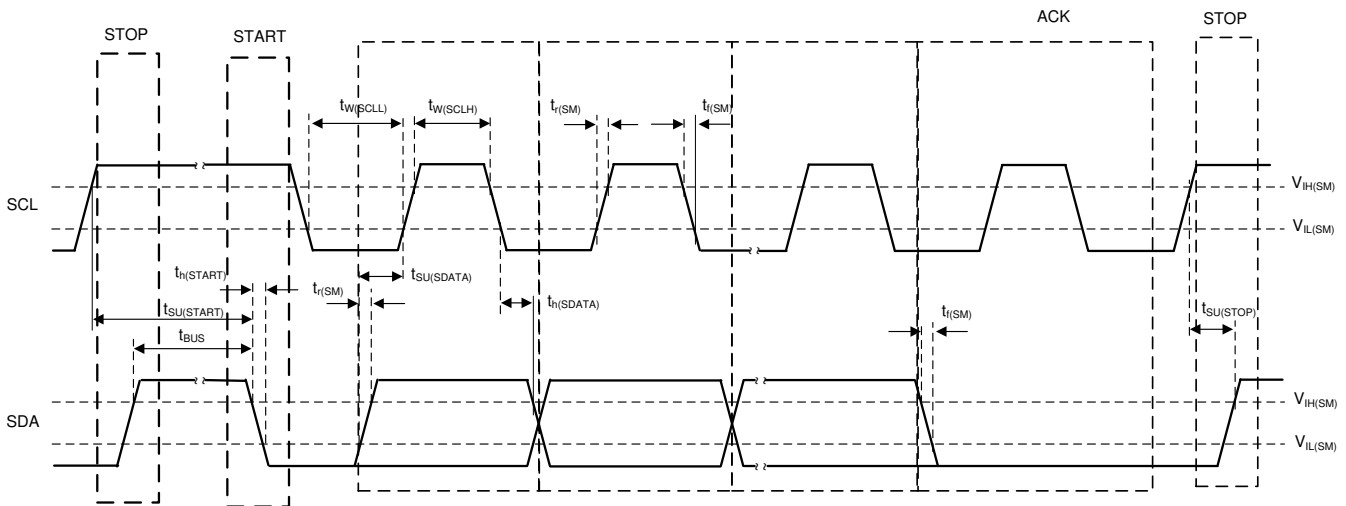 ACK
STOP START STOP
tW(SCLL) tW(SCLH) tr(SM) tf(SM)
VIH(SM)
SCL
VIL(SM)
th(START) tr(SM) tSU(SDATA)
th(SDATA)
tSU(START) tf(SM) tSU(STOP)
tBUS
VIH(SM)
SDA
VIL(SM)